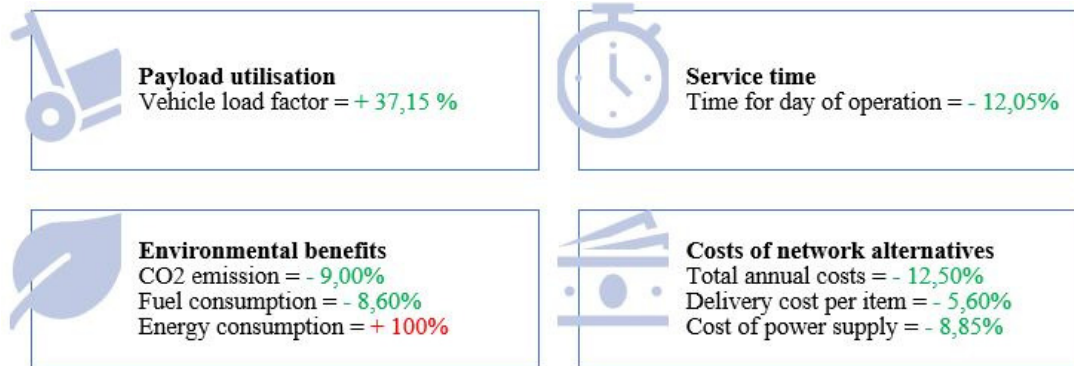 Payload utilisation
Vehicle load factor = + 37,15 %
Service time
Time for day of operation = - 12,05%
Environmental benefits
CO2 emission = - 9,00%
Fuel consumption = - 8,60%
Energy consumption = + 100%
Costs of network alternatives
Total annual costs = - 12,50%
Delivery cost per item = - 5,60%
Cost of power supply = - 8,85%